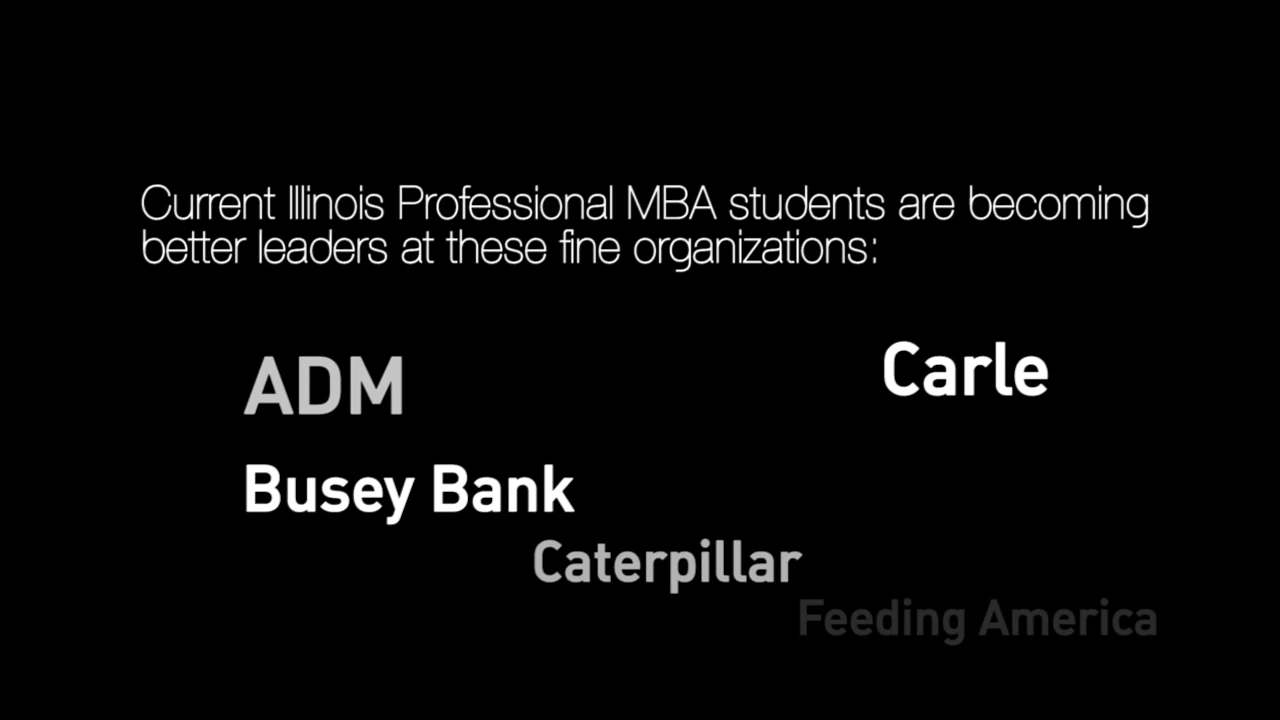 Current Illinois Professional MBA students are becoming
better leaders at these fine organizations:
ADM
Carle
Busey Bank
Caterpillar
Feeding America